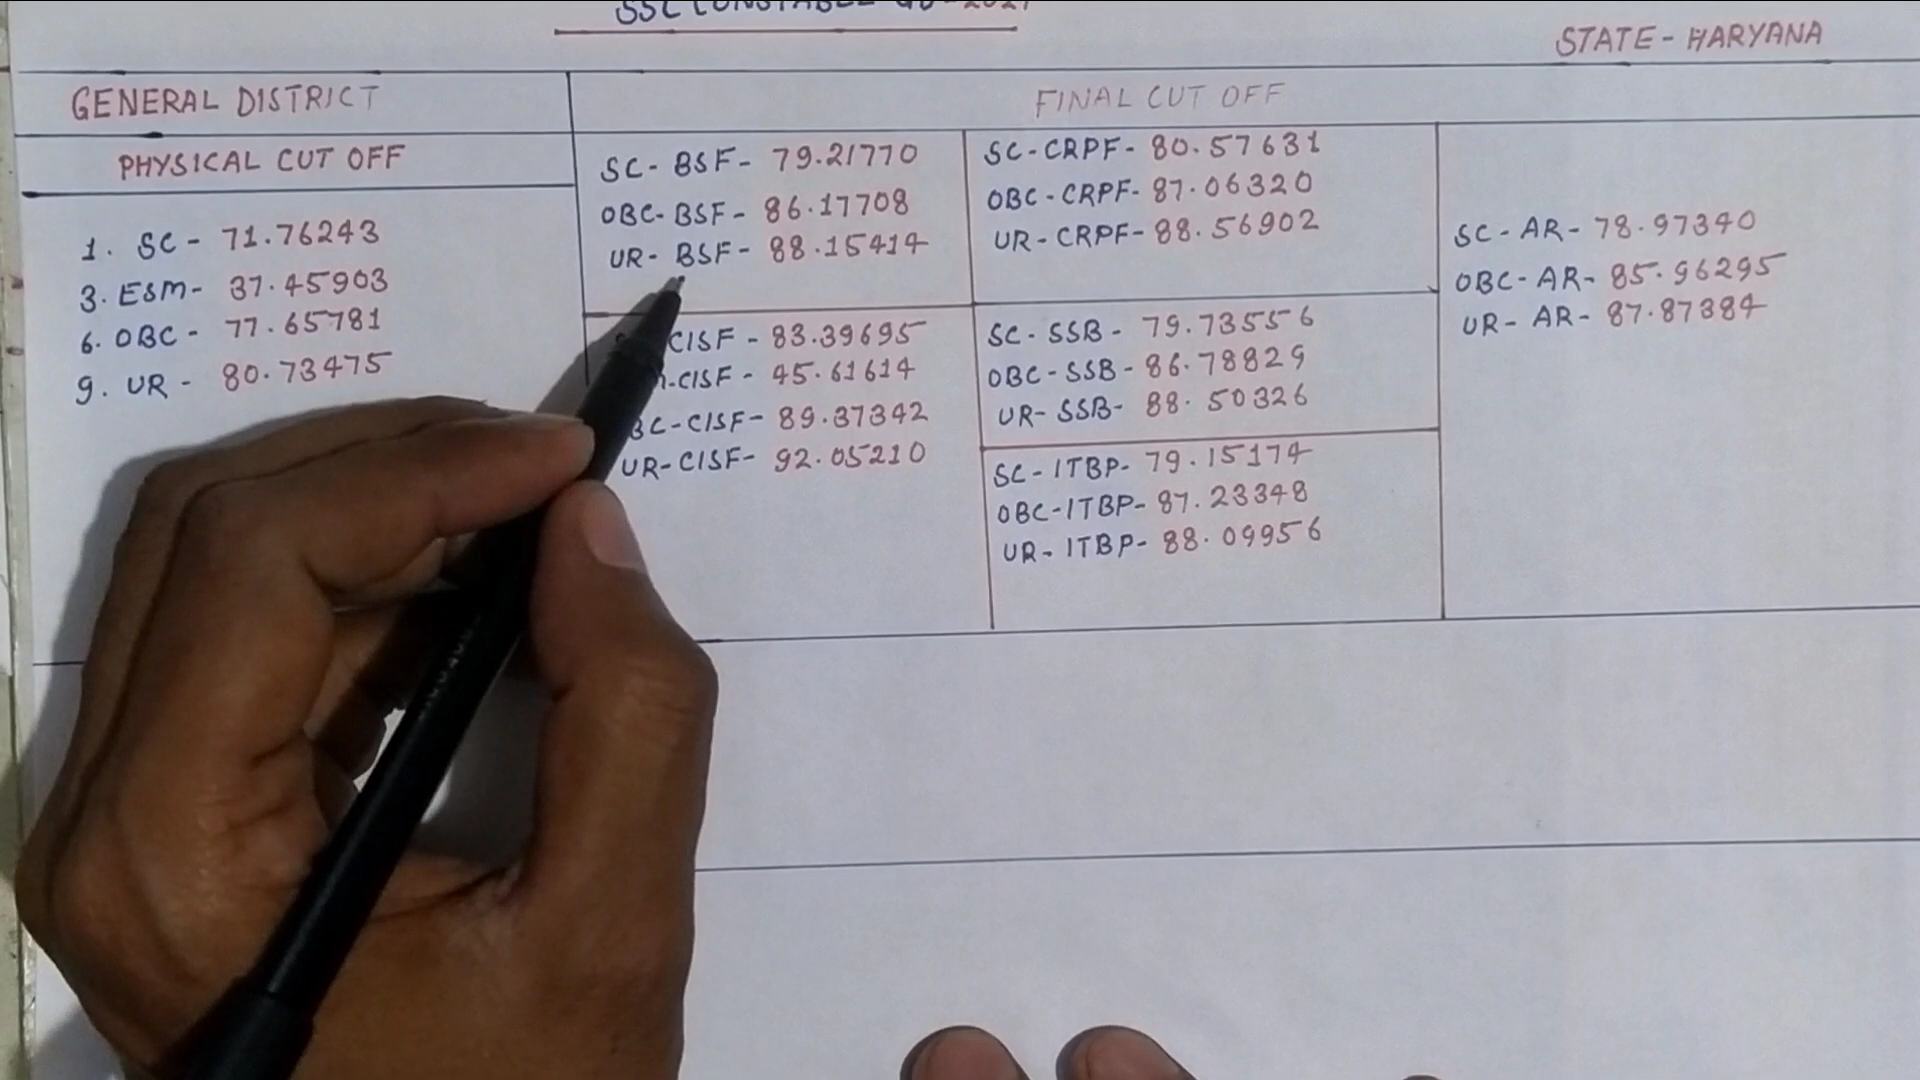 SSC CONSTABLE GD-2021
STATE - HARYANA
GENERAL DISTRICT
FINAL CUT OFF
PHYSICAL CUT OFF
1. SC - 71.76243
3. ESM- 37.45903
6. OBC - 77.65781
9. UR - 80.73475
SC- BSF- 79.21770
OBC-BSF- 86.17708
UR- BSF- 88.15414
CISF - 83.39695
-CISF - 45.61614
BC-CISF- 89.37342
UR-CISF- 92.05210
SC-CRPF- 80.57631
OBC-CRPF- 87.06320
UR-CRPF- 88.56902
SC-SSB- 79.73556
OBC-SSB- 86.78829
UR-SSB- 88.50326
SC-ITBP- 79.15174
OBC-ITBP- 87.23348
UR-ITBP- 88.09956
SC-AR- 78.97340
OBC-AR- 85.96295
UR-AR- 87.87384